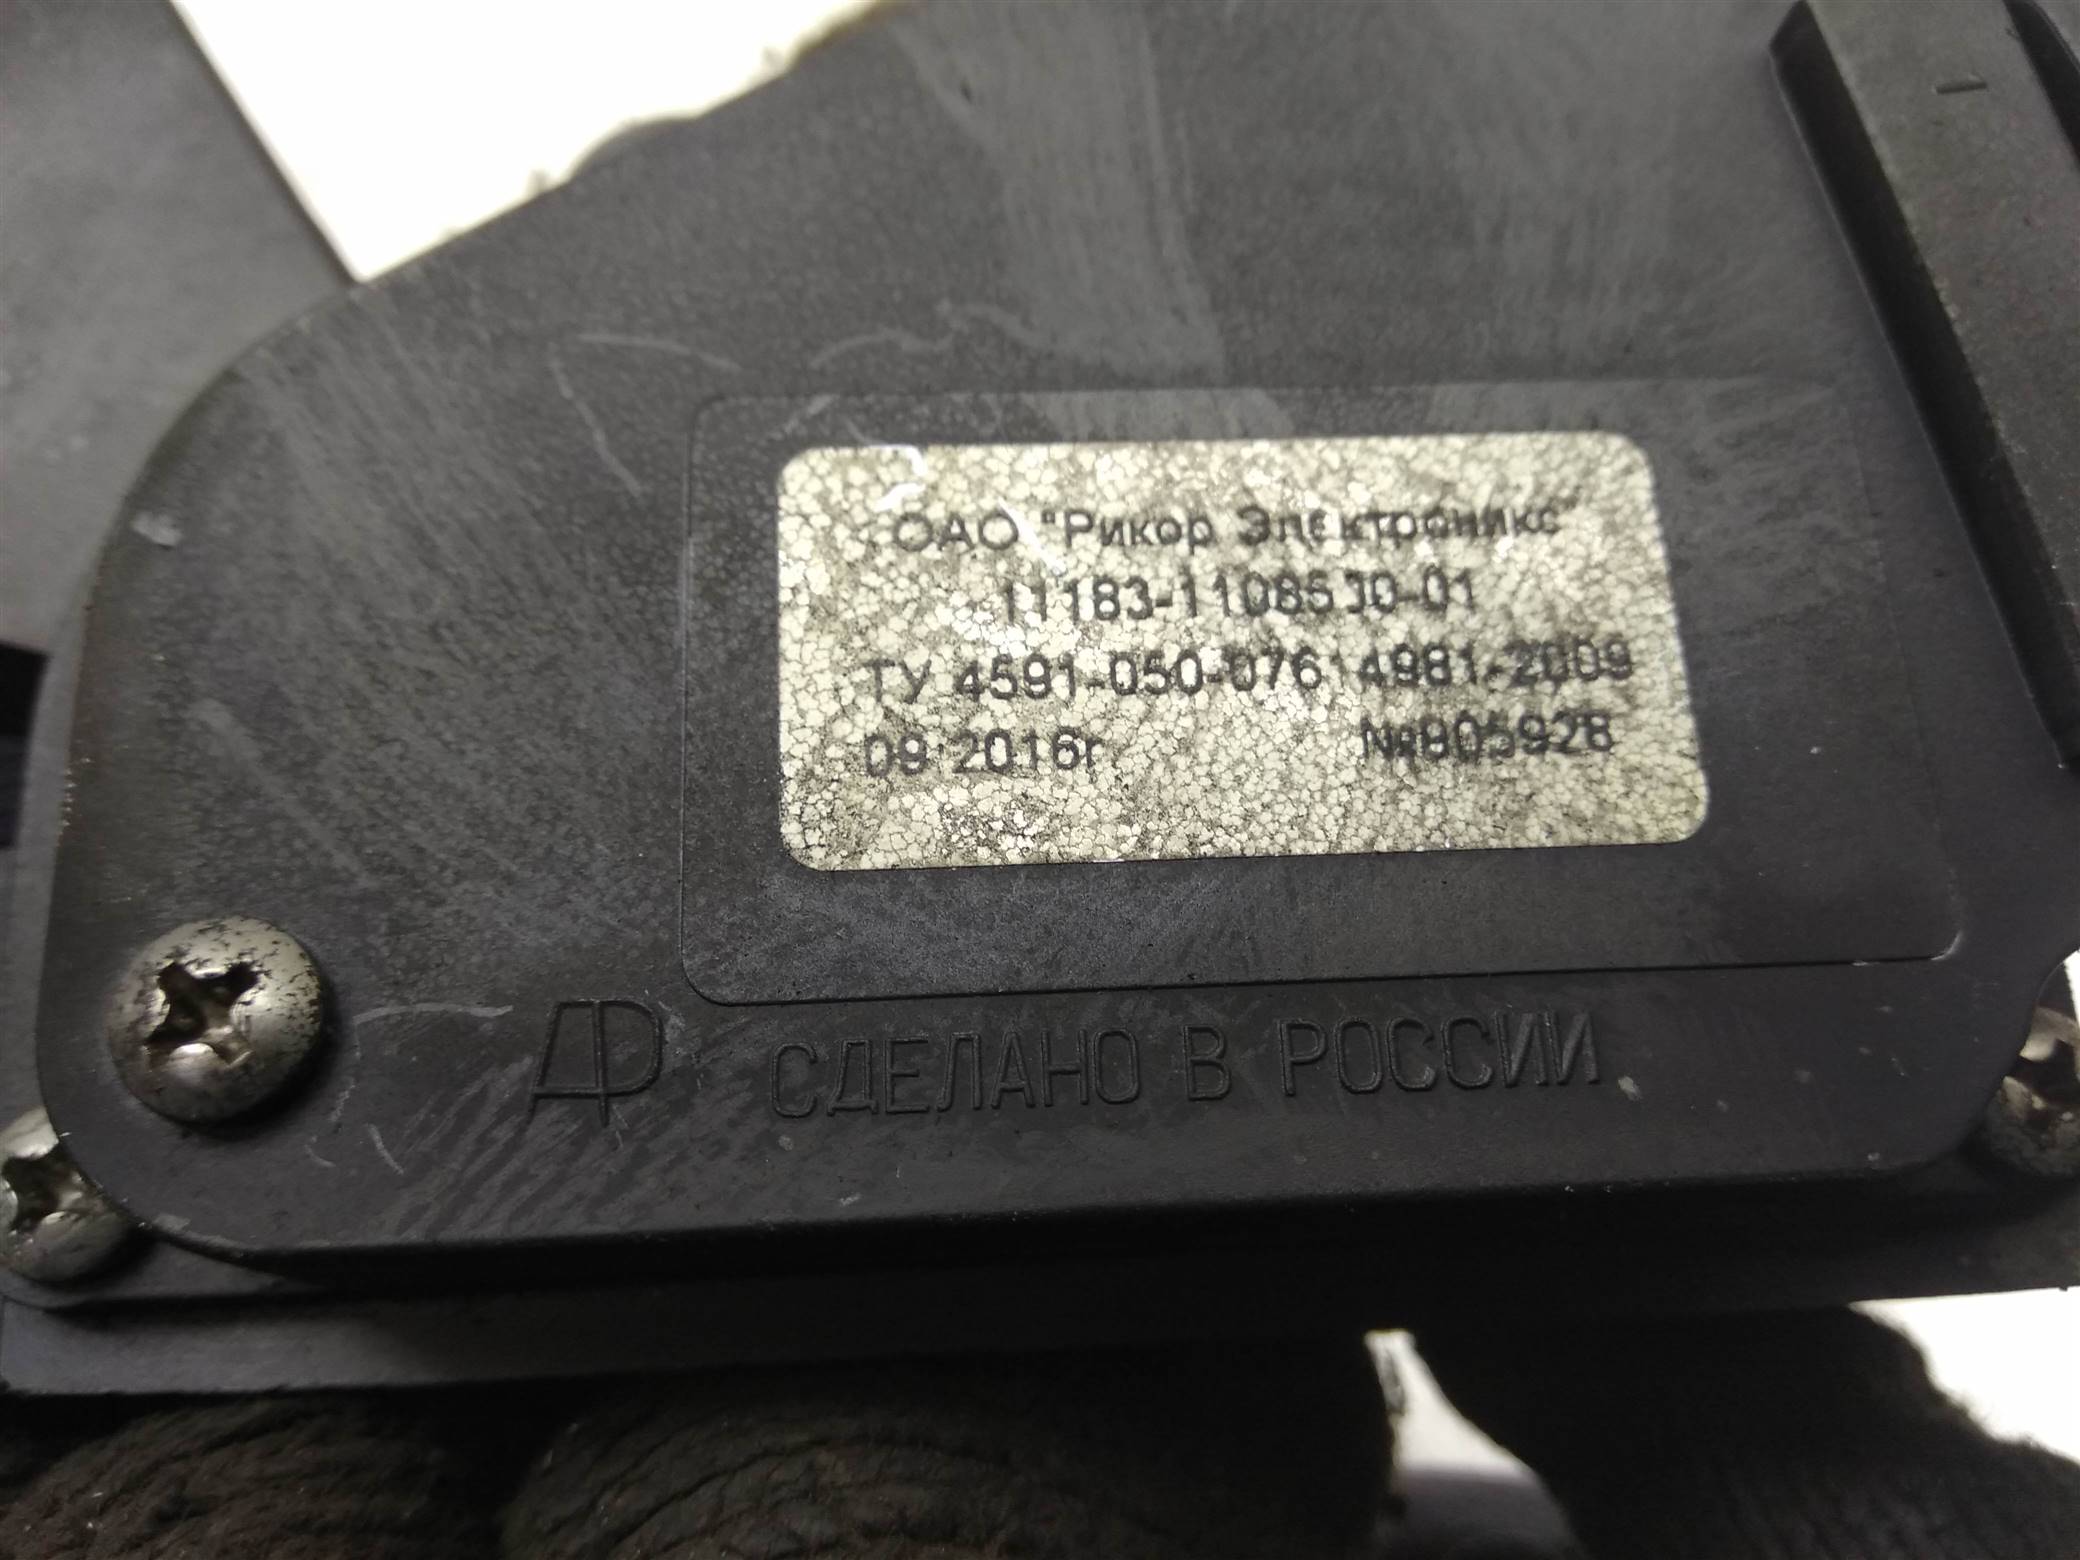 ОАО "Рикор Электроникс"
11183-1108500-01
ТУ 4591-050-07614981-2009
09 2016г №805928
СДЕЛАНО В РОССИИ